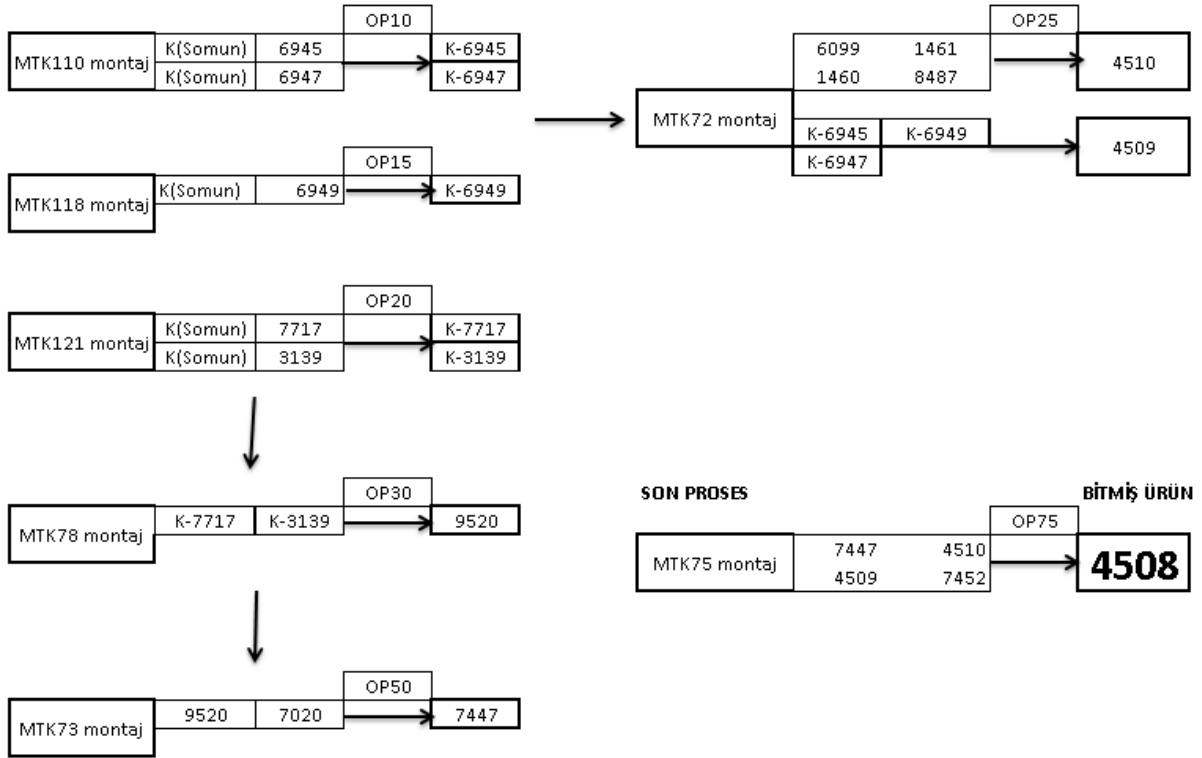 OP10
MTK110 montaj K(Somun) 6945 K-6945
K(Somun) 6947 K-6947
OP15
MTK118 montaj K(Somun) 6949 K-6949
OP20
MTK121 montaj K(Somun) 7717 K-7717
K(Somun) 3139 K-3139
OP30
MTK78 montaj K-7717 K-3139 9520
OP50
MTK73 montaj 9520 7020 7447
OP25
6099 1461 4510
1460 8487
MTK72 montaj
K-6945 K-6949 4509
K-6947
SON PROSES BİTMİŞ ÜRÜN
OP75
MTK75 montaj 7447 4510 4508
4509 7452